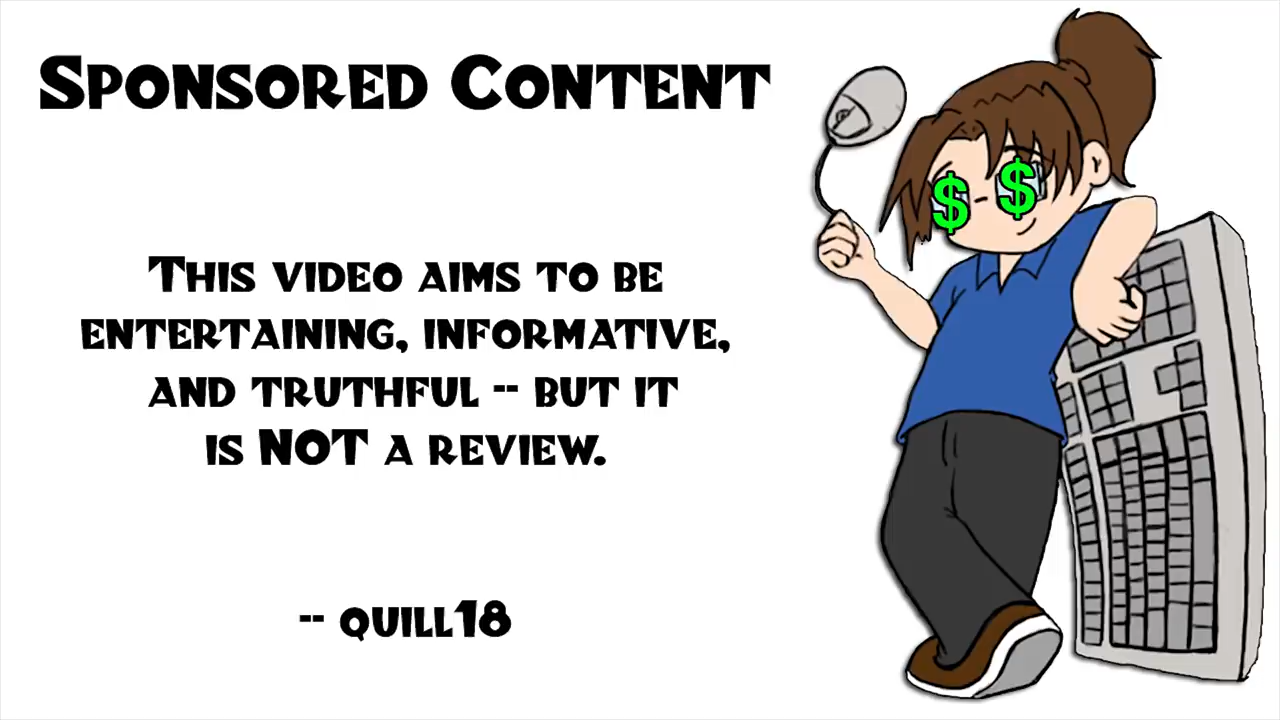 Sponsored Content
This video aims to be
entertaining, informative,
and truthful -- but it
is NOT a review.
-- quill18
$ $